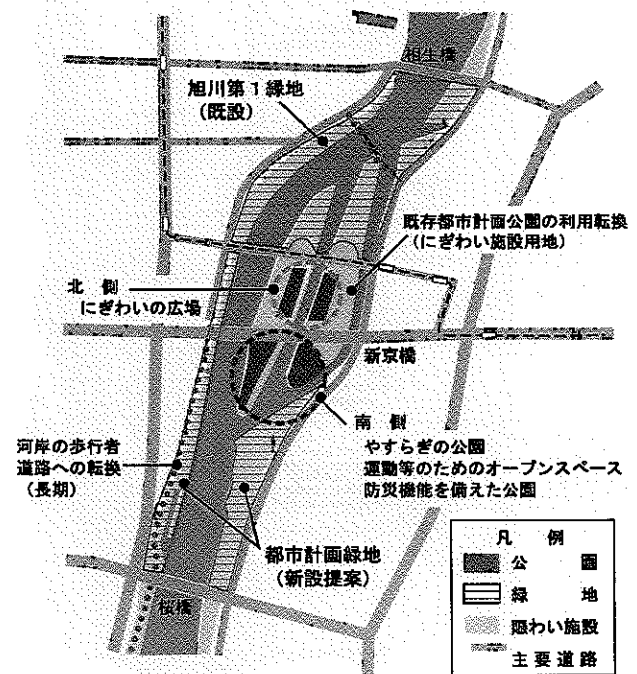 相生橋
旭川第1緑地
(既設)
既存都市計画公園の利用転換
(にぎわい施設用地)
北 側
にぎわいの広場
新京橋
南 側
やすらぎの公園
運動等のためのオープンスペース
防災機能を備えた公園
河岸の歩行者
道路への転換
(長期)
都市計画緑地
(新設提案)
桜橋
凡 例
公 園
緑 地
賑わい施設
主要道路